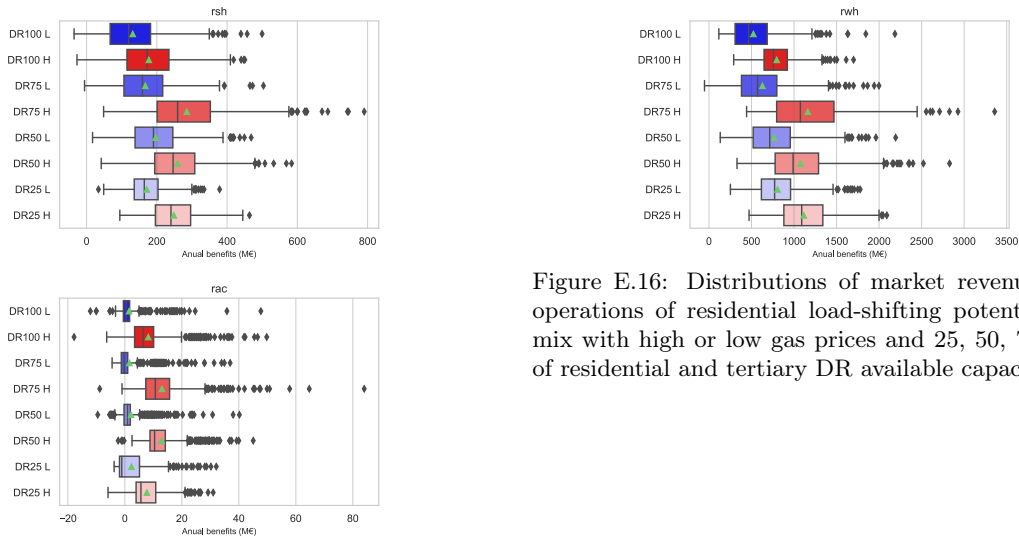 rsh
DR100 L
DR100 H
DR75 L
DR75 H
DR50 L
DR50 H
DR25 L
DR25 H
0 200 400 600 800
Anual benefits (M€)
rwh
DR100 L
DR100 H
DR75 L
DR75 H
DR50 L
DR50 H
DR25 L
DR25 H
0 500 1000 1500 2000 2500 3000 3500
Anual benefits (M€)
rac
DR100 L
DR100 H
DR75 L
DR75 H
DR50 L
DR50 H
DR25 L
DR25 H
−20 0 20 40 60 80
Anual benefits (M€)
Figure E.16: Distributions of market revenu
operations of residential load-shifting potent
mix with high or low gas prices and 25, 50,
of residential and tertiary DR available capac